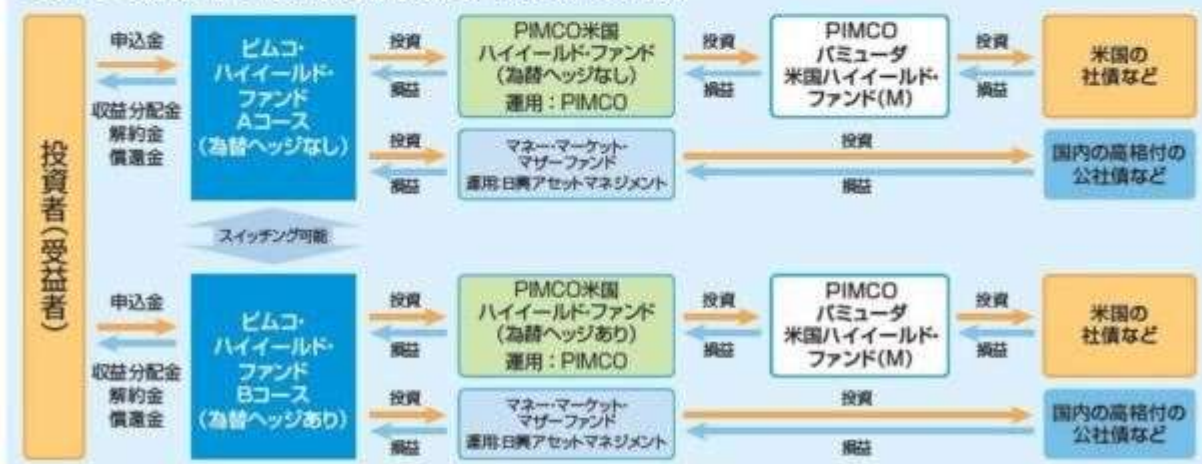 投資者(受益者)
申込金
収益分配金
解約金
償還金
ピムコ・
ハイイールド・
ファンド
Aコース
(為替ヘッジなし)
投資
損益
PIMCO米国
ハイイールド・ファンド
(為替ヘッジなし)
運用:PIMCO
投資
損益
PIMCO
バミューダ
米国ハイイールド・
ファンド(M)
投資
損益
米国の
社債など
投資
損益
マネー・マーケット・
マザーファンド
運用:日興アセットマネジメント
投資
損益
国内の高格付の
公社債など
スイッチング可能
申込金
収益分配金
解約金
償還金
ピムコ・
ハイイールド・
ファンド
Bコース
(為替ヘッジあり)
投資
損益
PIMCO米国
ハイイールド・ファンド
(為替ヘッジあり)
運用:PIMCO
投資
損益
PIMCO
バミューダ
米国ハイイールド・
ファンド(M)
投資
損益
米国の
社債など
投資
損益
マネー・マーケット・
マザーファンド
運用:日興アセットマネジメント
投資
損益
国内の高格付の
公社債など